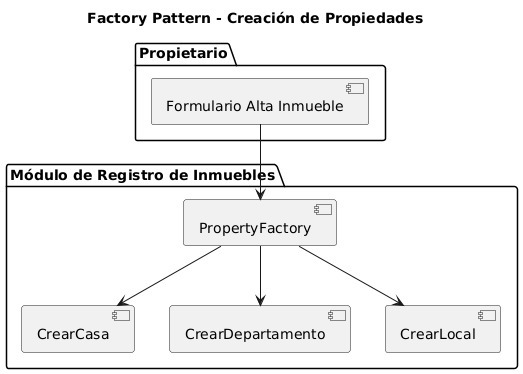 Factory Pattern - Creación de Propiedades
Propietario
Formulario Alta Inmueble
Módulo de Registro de Inmuebles
PropertyFactory
CrearCasa
CrearDepartamento
CrearLocal